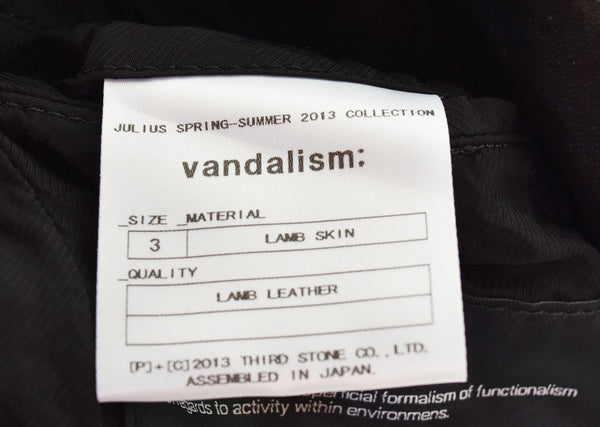 JULIUS SPRING-SUMMER 2013 COLLECTION
vandalism:
_SIZE _MATERIAL
3 LAMB SKIN
_QUALITY
LAMB LEATHER
[P]+[C]2013 THIRD STONE CO.,LTD.
ASSEMBLED IN JAPAN.
formalism of functionalism
to activity within environmens.